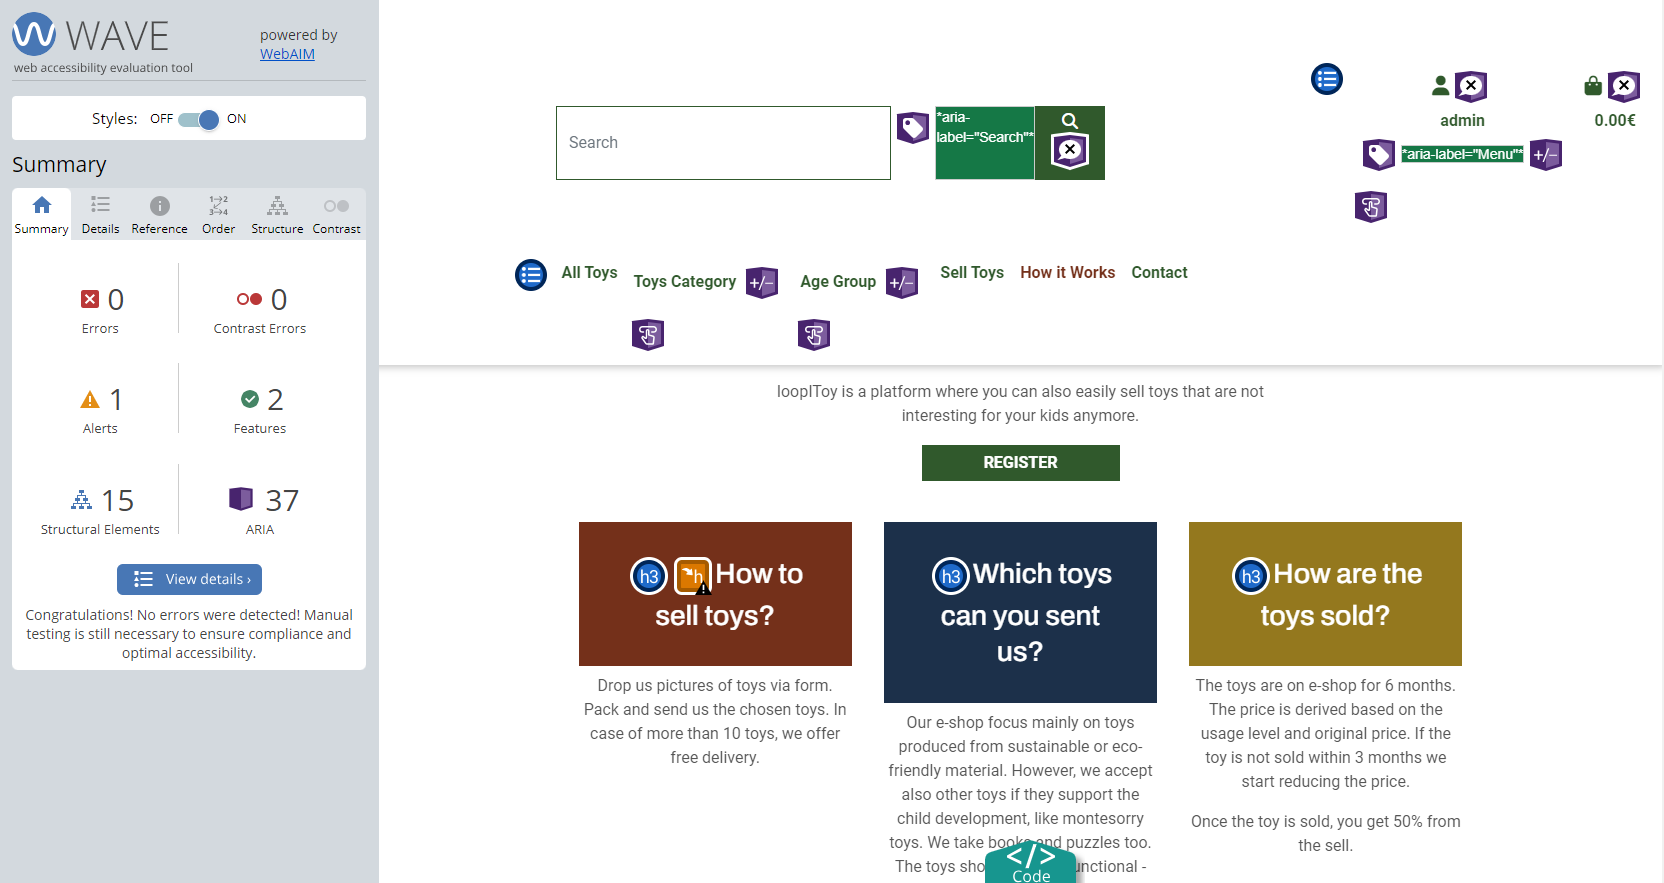 WAVE
web accessibility evaluation tool
powered by
WebAIM
Styles: OFF ON
Summary
Summary Details Reference Order Structure Contrast
0
Errors
0
Contrast Errors
1
Alerts
2
Features
15
Structural Elements
37
ARIA
View details ›
Congratulations! No errors were detected! Manual
testing is still necessary to ensure compliance and
optimal accessibility.
Search
*aria-
label="Search"*
admin
0.00€
*aria-label="Menu"* +/-
All Toys Toys Category +/- Age Group +/- Sell Toys How it Works Contact
loopIToy is a platform where you can also easily sell toys that are not
interesting for your kids anymore.
REGISTER
h3 h How to
sell toys?
Drop us pictures of toys via form.
Pack and send us the chosen toys. In
case of more than 10 toys, we offer
free delivery.
h3 Which toys
can you sent
us?
Our e-shop focus mainly on toys
produced from sustainable or eco-
friendly material. However, we accept
also other toys if they support the
child development, like montesorry
toys. We take books and puzzles too.
The toys sho unctional -
h3 How are the
toys sold?
The toys are on e-shop for 6 months.
The price is derived based on the
usage level and original price. If the
toy is not sold within 3 months we
start reducing the price.
Once the toy is sold, you get 50% from
the sell.
</>
Code